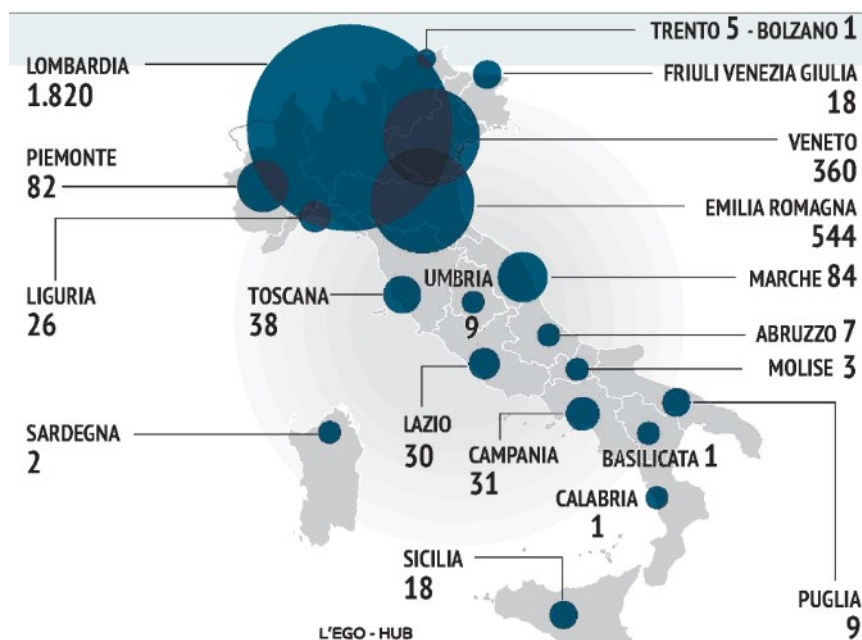 TRENTO 5 - BOLZANO 1
LOMBARDIA
1.820
FRIULI VENEZIA GIULIA
18
VENETO
360
PIEMONTE
82
EMILIA ROMAGNA
544
MARCHE 84
LIGURIA
26
TOSCANA
38
UMBRIA
9
ABRUZZO 7
MOLISE 3
SARDEGNA
2
LAZIO
30
CAMPANIA
31
BASILICATA 1
CALABRIA
1
SICILIA
18
PUGLIA
9
L'EGO - HUB